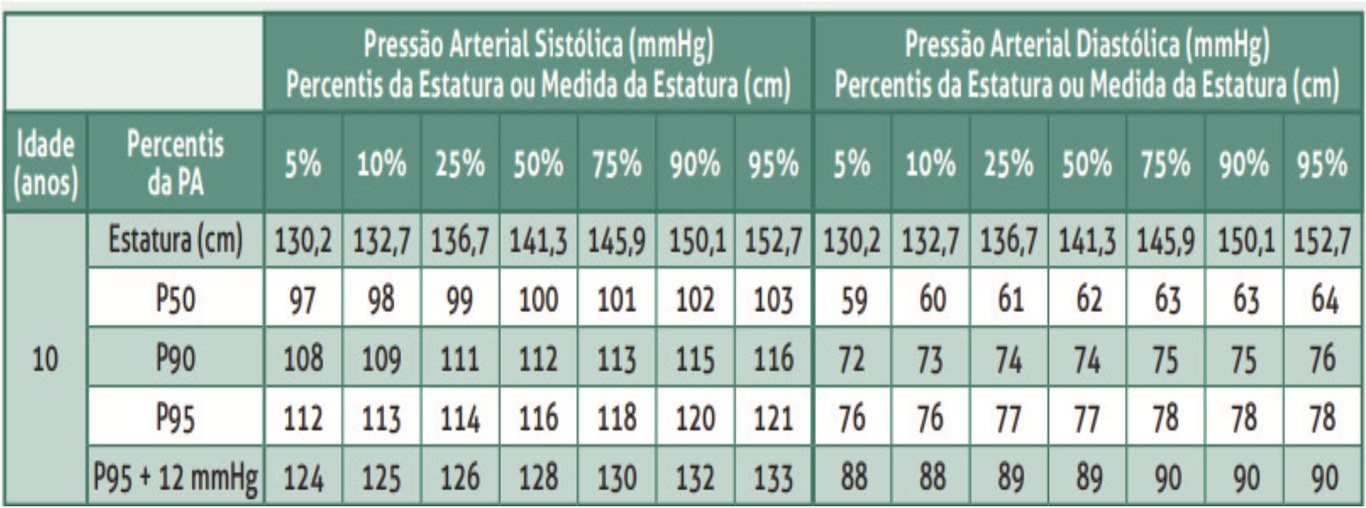 Pressão Arterial Sistólica (mmHg) Pressão Arterial Diastólica (mmHg)
Percentis da Estatura ou Medida da Estatura (cm) Percentis da Estatura ou Medida da Estatura (cm)
Idade (anos) Percentis da PA 5% 10% 25% 50% 75% 90% 95% 5% 10% 25% 50% 75% 90% 95%
Estatura (cm) 130,2 132,7 136,7 141,3 145,9 150,1 152,7 130,2 132,7 136,7 141,3 145,9 150,1 152,7
P50 97 98 99 100 101 102 103 59 60 61 62 63 63 64
10 P90 108 109 111 112 113 115 116 72 73 74 74 75 75 76
P95 112 113 114 116 118 120 121 76 76 77 77 78 78 78
P95 + 12 mmHg 124 125 126 128 130 132 133 88 88 89 89 90 90 90